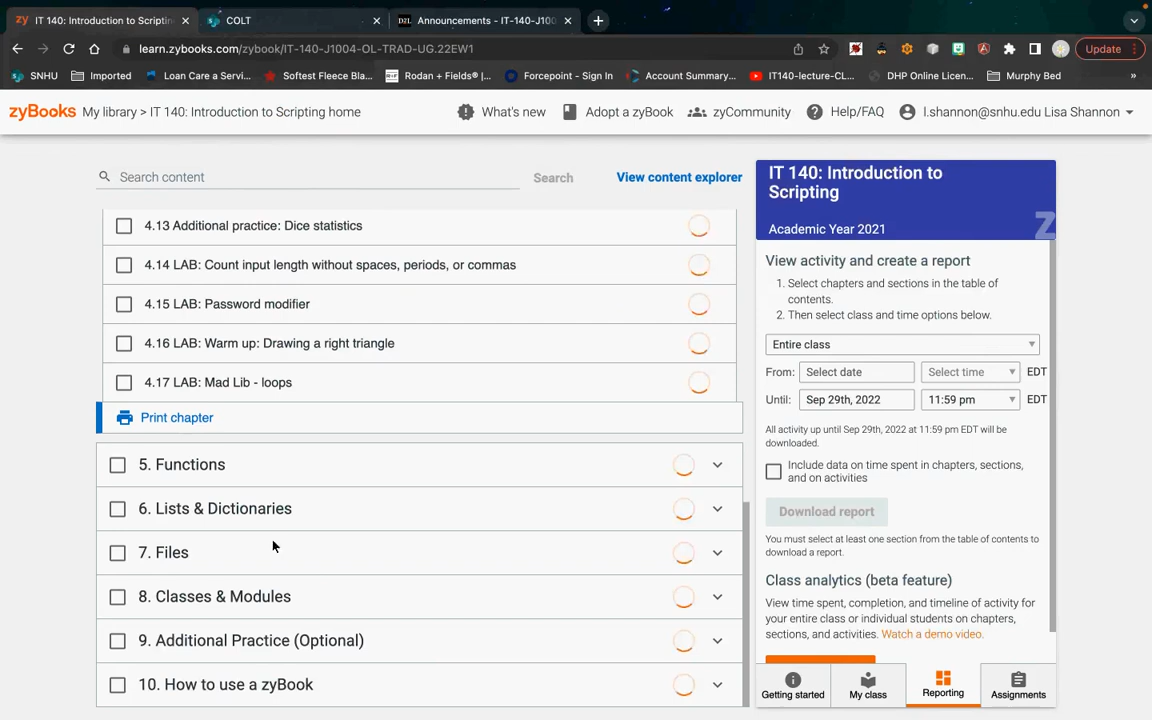 zy IT 140: Introduction to Scriptin
COLT
D2L Announcements - IT-140-J100
learn.zybooks.com/zybook/IT-140-J1004-OL-TRAD-UG.22EW1
Update
SNHU
Imported
Loan Care a Servi...
Softest Fleece Bla...
Rodan + Fields® |...
Forcepoint - Sign In
Account Summary...
IT140-lecture-CL...
DHP Online Licen...
Murphy Bed
»
zyBooks My library > IT 140: Introduction to Scripting home
What's new
Adopt a zyBook
zyCommunity
Help/FAQ
l.shannon@snhu.edu Lisa Shannon
Search content
Search
View content explorer
4.13 Additional practice: Dice statistics
4.14 LAB: Count input length without spaces, periods, or commas
4.15 LAB: Password modifier
4.16 LAB: Warm up: Drawing a right triangle
4.17 LAB: Mad Lib - loops
Print chapter
5. Functions
6. Lists & Dictionaries
7. Files
8. Classes & Modules
9. Additional Practice (Optional)
10. How to use a zyBook
IT 140: Introduction to
Scripting
Academic Year 2021
Z
View activity and create a report
1. Select chapters and sections in the table of
contents.
2. Then select class and time options below.
Entire class
From: Select date Select time EDT
Until: Sep 29th, 2022 11:59 pm EDT
All activity up until Sep 29th, 2022 at 11:59 pm EDT will be
downloaded.
Include data on time spent in chapters, sections,
and on activities
Download report
You must select at least one section from the table of contents to
download a report.
Class analytics (beta feature)
View time spent, completion, and timeline of activity for
your entire class or individual students on chapters,
sections, and activities. Watch a demo video.
Getting started
My class
Reporting
Assignments